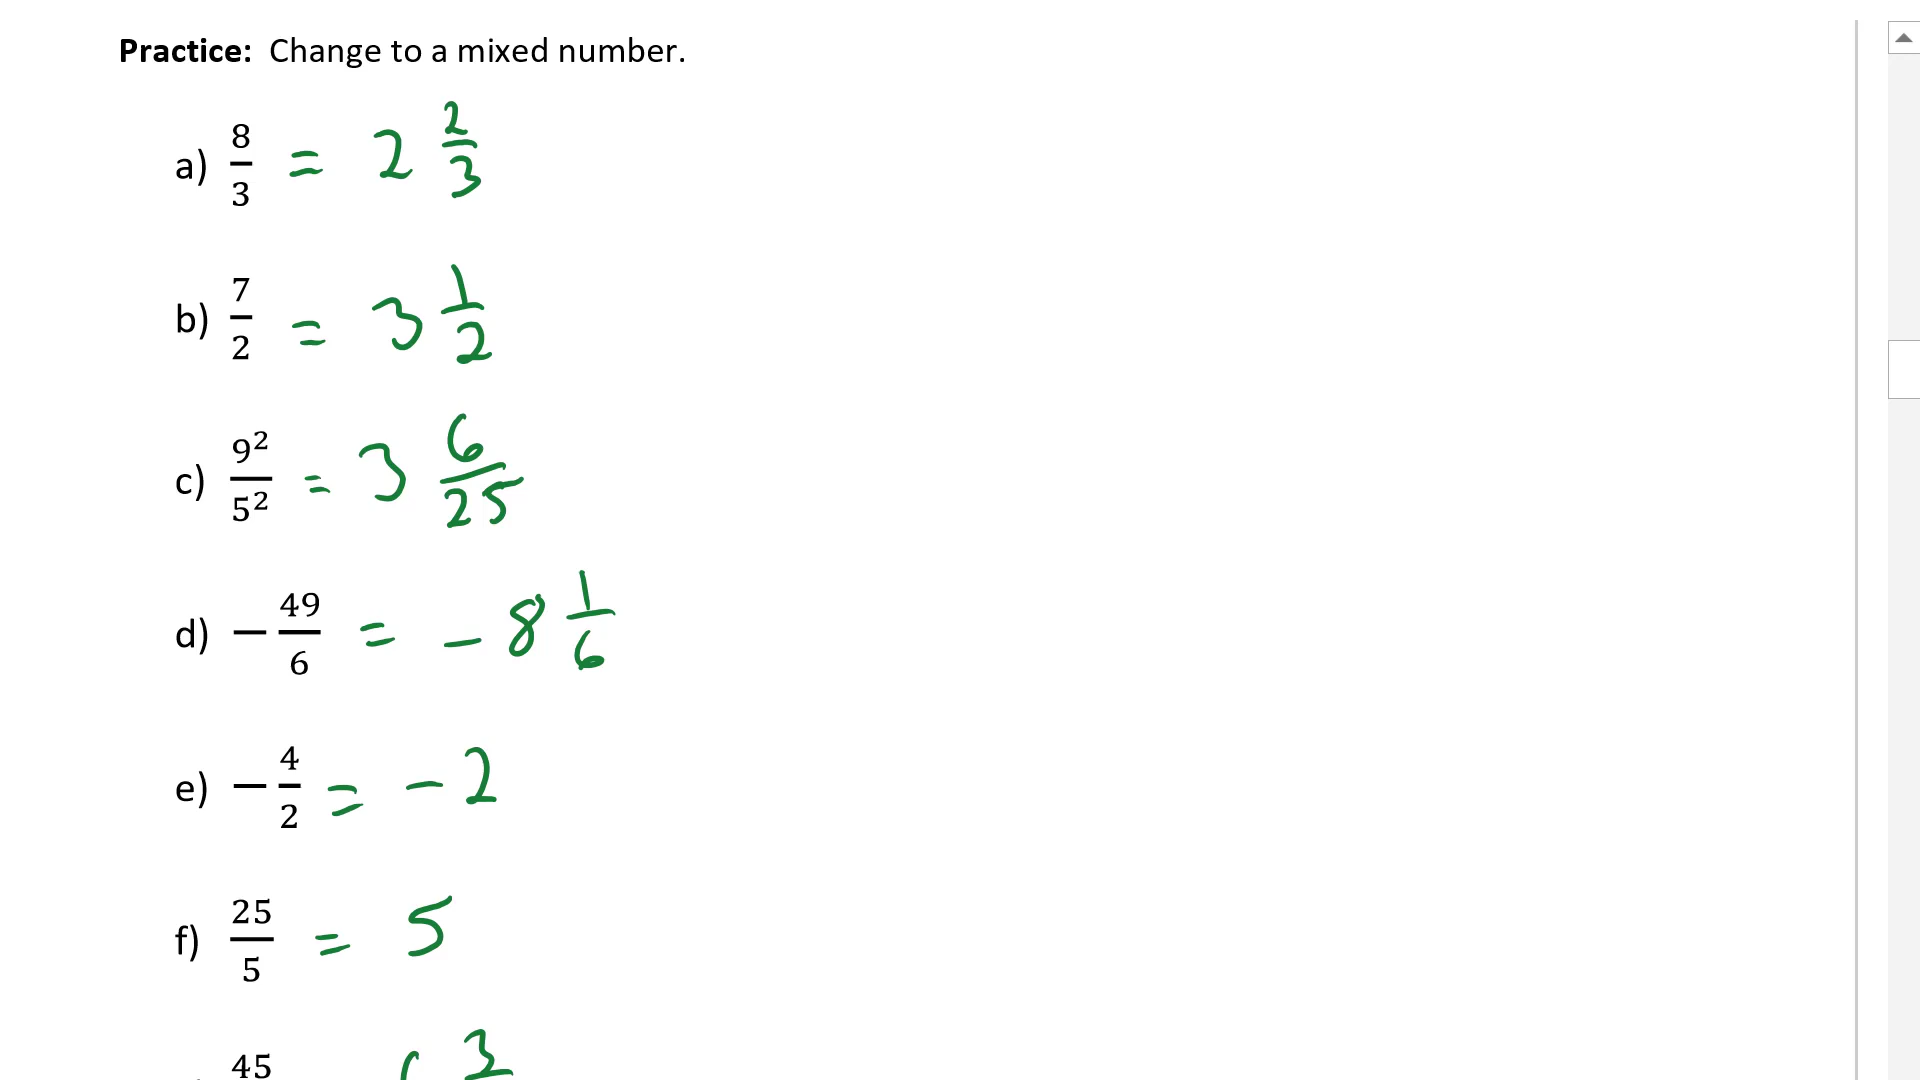 Practice: Change to a mixed number.
a) 8/3 = 2 2/3
b) 7/2 = 3 1/2
c) 9²/5² = 3 6/25
d) − 49/6 = − 8 1/6
e) − 4/2 = − 2
f) 25/5 = 5
45 3